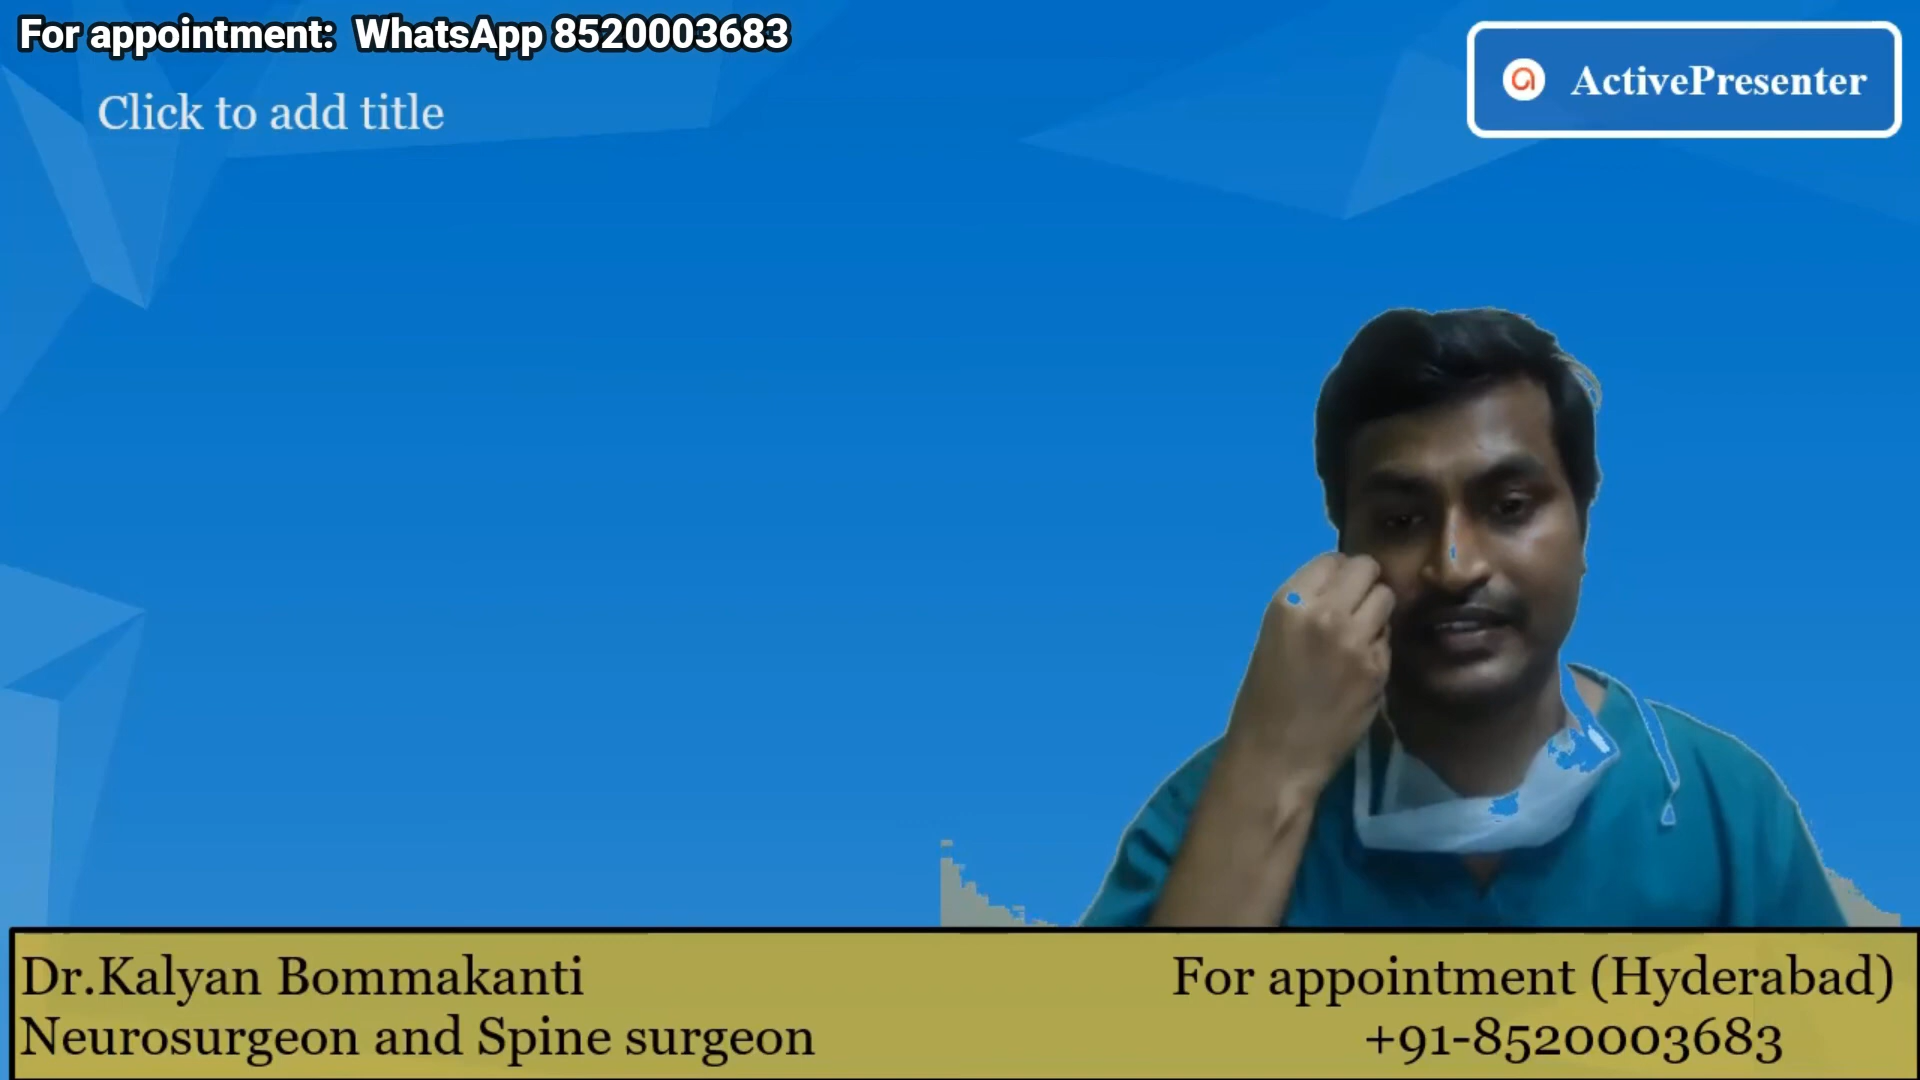 For appointment: WhatsApp 8520003683
ActivePresenter
Click to add title
Dr.Kalyan Bommakanti
Neurosurgeon and Spine surgeon
For appointment (Hyderabad)
+91-8520003683